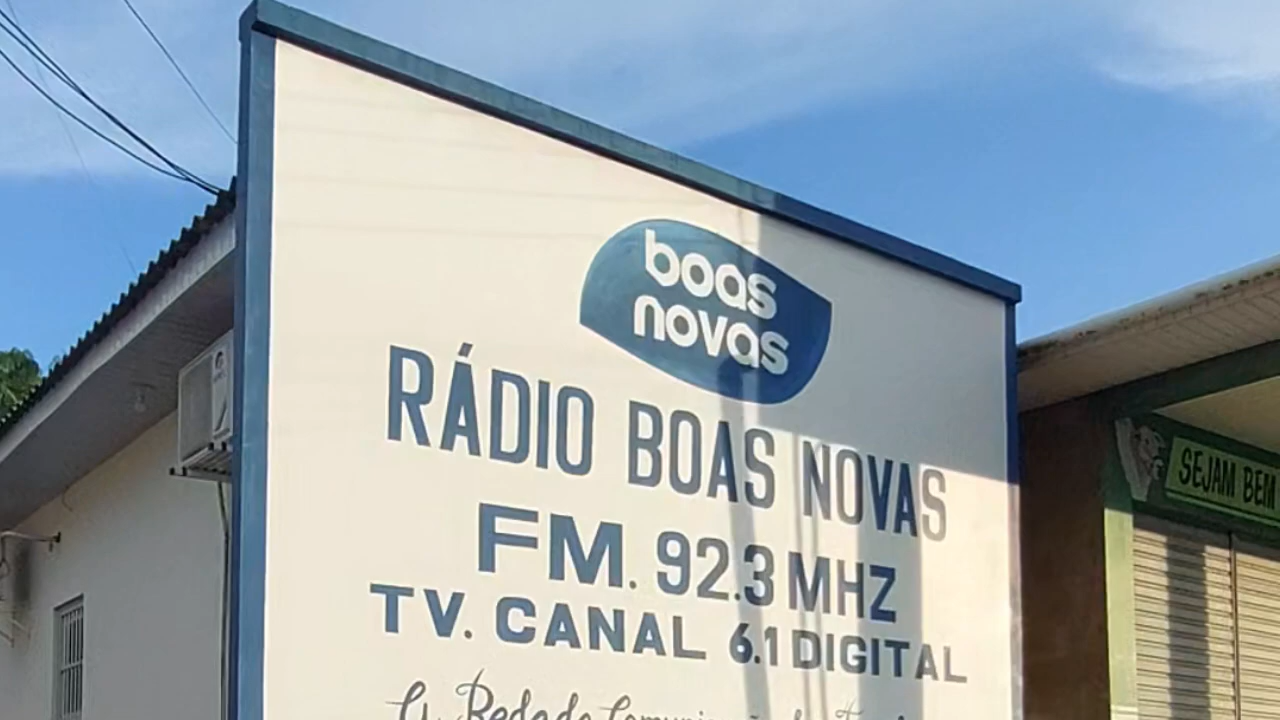 boas
novas
RÁDIO BOAS NOVAS
FM. 92.3 MHZ
TV. CANAL 6.1 DIGITAL
SEJAM BEM